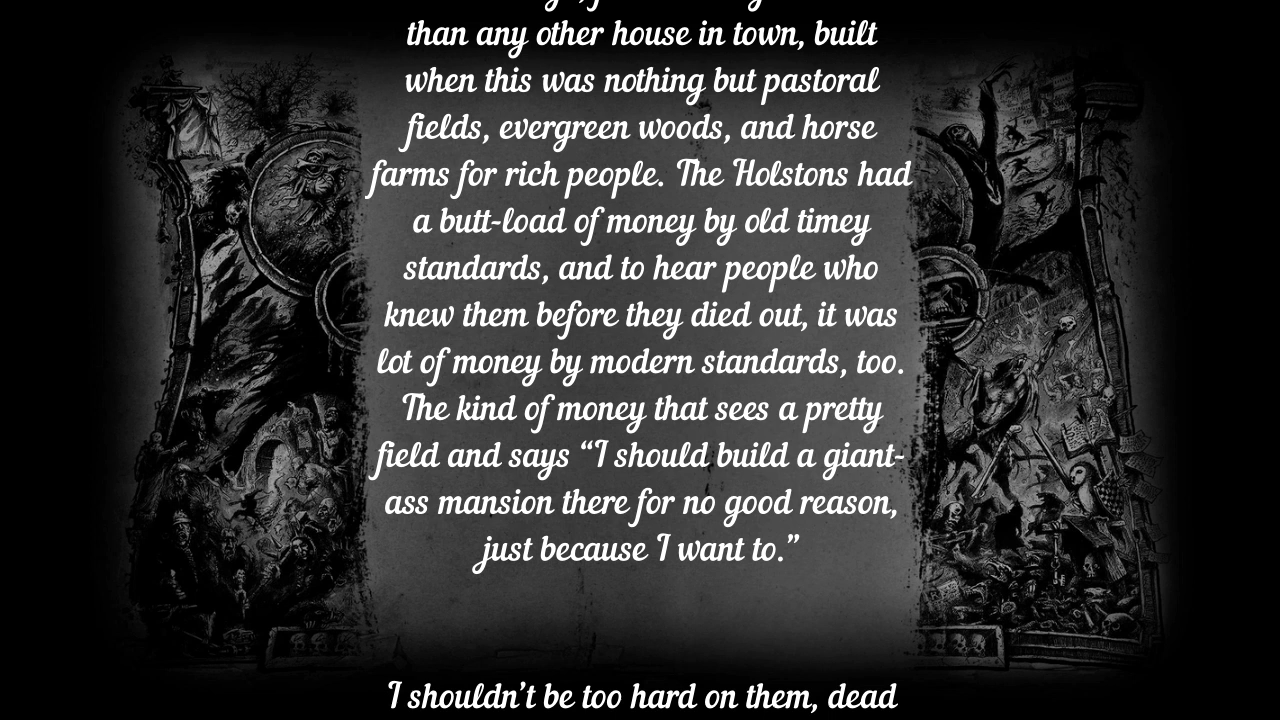 than any other house in town, built
when this was nothing but pastoral
fields, evergreen woods, and horse
farms for rich people. The Holstons had
a butt-load of money by old timey
standards, and to hear people who
knew them before they died out, it was
lot of money by modern standards, too.
The kind of money that sees a pretty
field and says “I should build a giant-
ass mansion there for no good reason,
just because I want to.”
I shouldn’t be too hard on them, dead